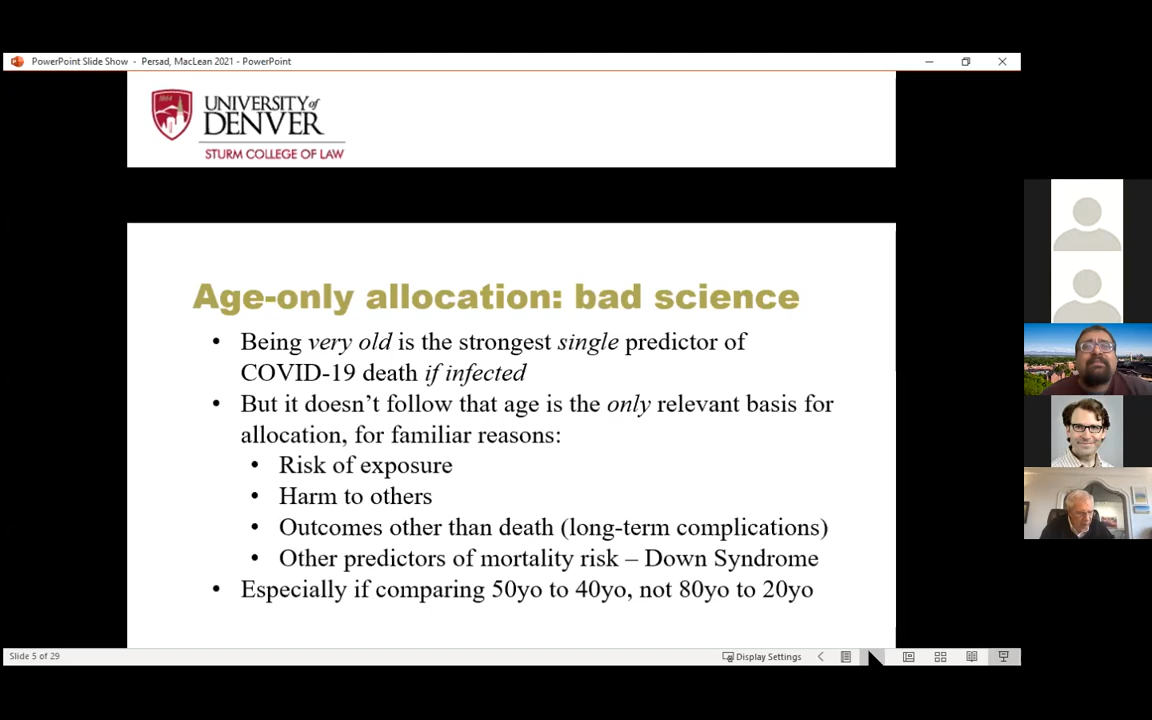 PowerPoint Slide Show - Persad, MacLean 2021 - PowerPoint
UNIVERSITY of
DENVER
STURM COLLEGE OF LAW
Age-only allocation: bad science
• Being very old is the strongest single predictor of
COVID-19 death if infected
• But it doesn't follow that age is the only relevant basis for
allocation, for familiar reasons:
• Risk of exposure
• Harm to others
• Outcomes other than death (long-term complications)
• Other predictors of mortality risk – Down Syndrome
• Especially if comparing 50yo to 40yo, not 80yo to 20yo
Slide 5 of 29
Display Settings